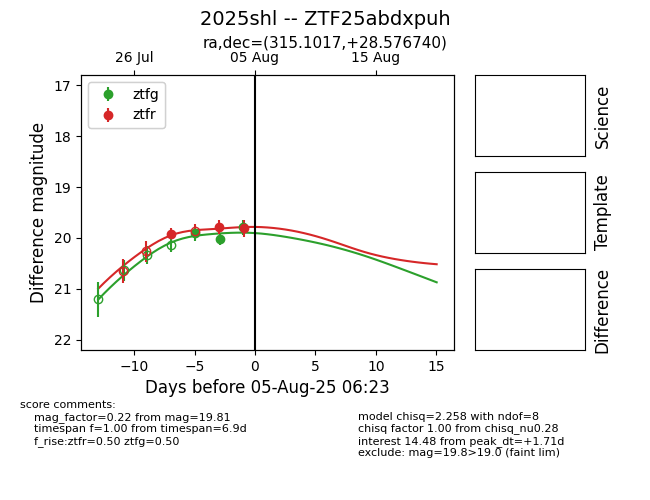 2025shl -- ZTF25abdxpuh
ra,dec=(315.1017,+28.576740)
26 Jul 05 Aug 15 Aug
ztfg
ztfr
17
18
19
20
21
22
Difference magnitude
−10 −5 0 5 10 15
Days before 05-Aug-25 06:23
Science
Template
Difference
score comments:
mag_factor=0.22 from mag=19.81
timespan f=1.00 from timespan=6.9d
f_rise:ztfr=0.50 ztfg=0.50
model chisq=2.258 with ndof=8
chisq factor 1.00 from chisq_nu0.28
interest 14.48 from peak_dt=+1.71d
exclude: mag=19.8>19.0 (faint lim)